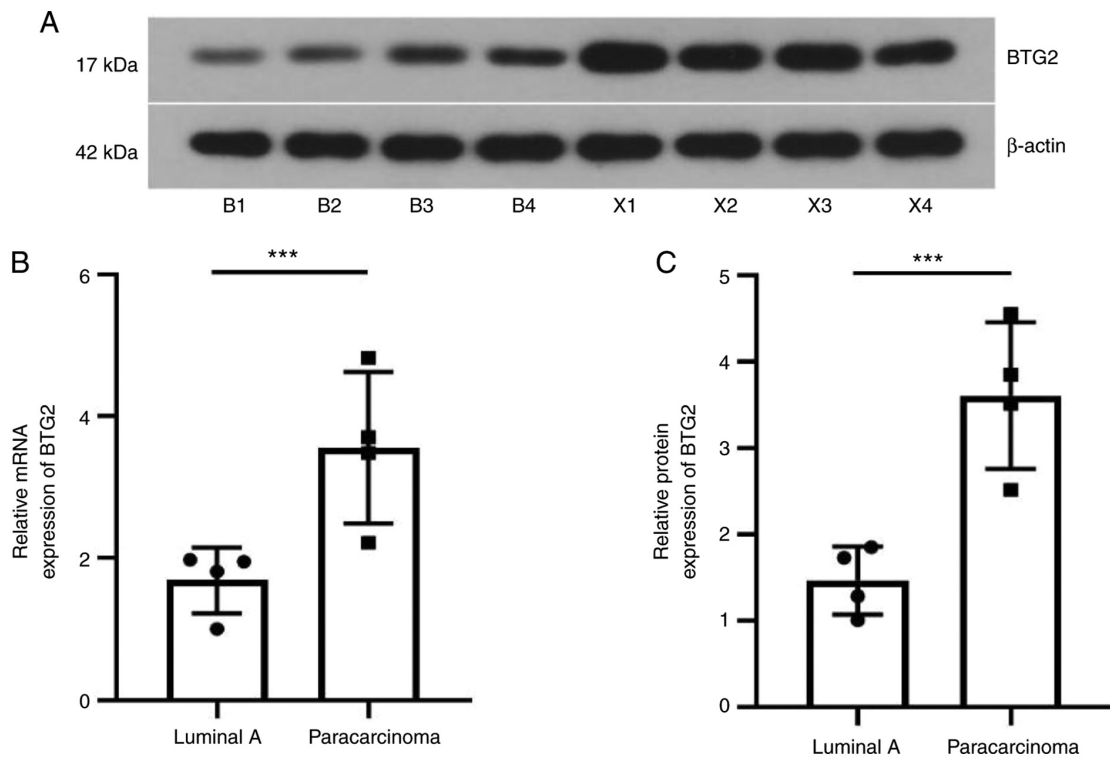 A
17 kDa
BTG2
42 kDa
β-actin
B1 B2 B3 B4 X1 X2 X3 X4
B
Relative mRNA
expression of BTG2
***
6
4
2
0
Luminal A Paracarcinoma
C
Relative protein
expression of BTG2
***
5
4
3
2
1
0
Luminal A Paracarcinoma